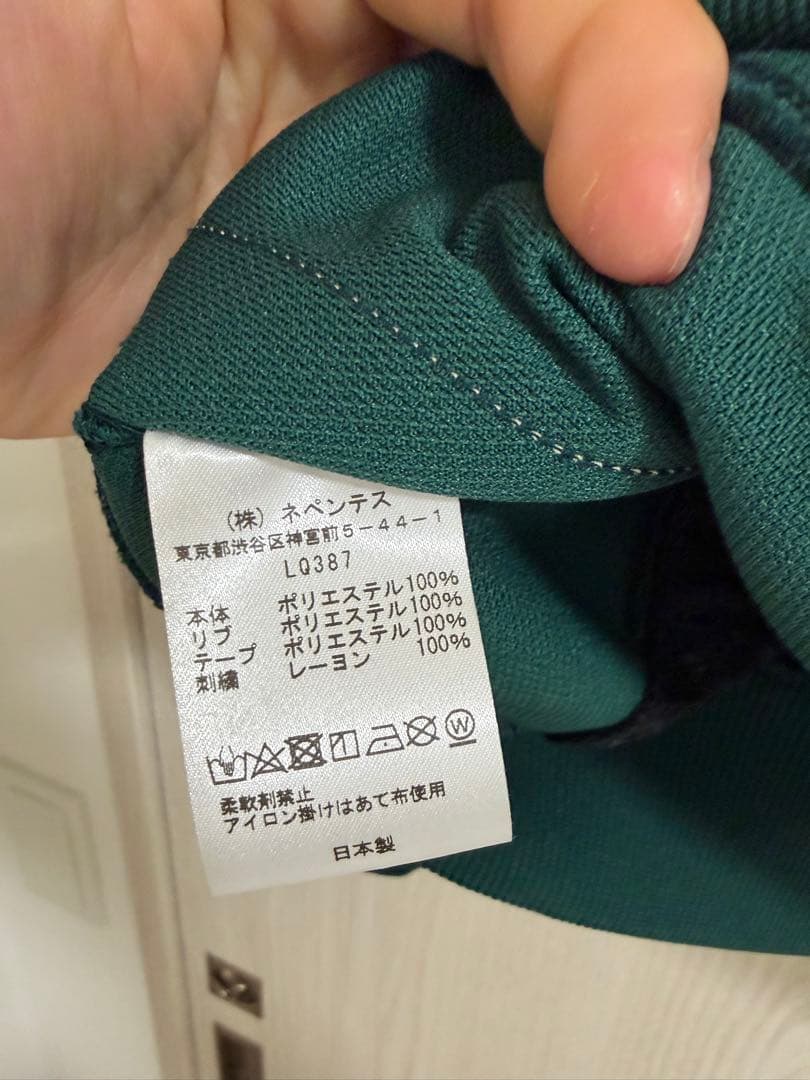 (株) ネペンテス
東京都渋谷区神宮前5-44-1
LQ387
本体 ポリエステル100%
リブ ポリエステル100%
テープ ポリエステル100%
刺繍 レーヨン 100%
W
柔軟剤禁止
アイロン掛けはあて布使用
日本製